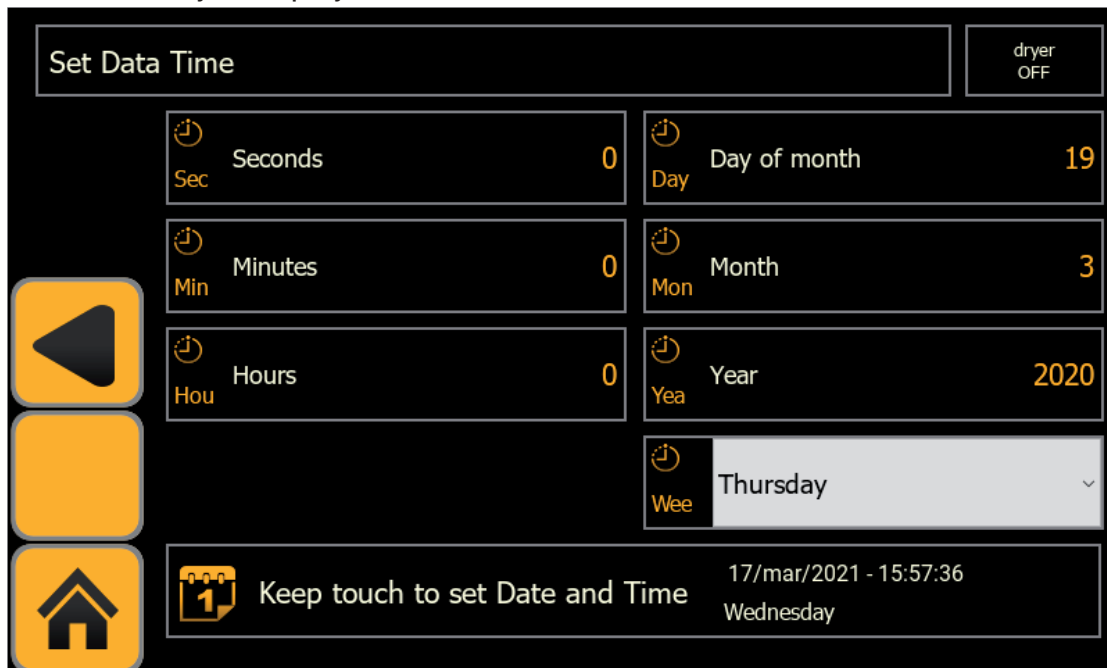 Set Data Time
dryer
OFF
Sec
Seconds
0
Day
Day of month
19
Min
Minutes
0
Mon
Month
3
Hou
Hours
0
Yea
Year
2020
Wee
Thursday
1
Keep touch to set Date and Time
17/mar/2021 - 15:57:36
Wednesday